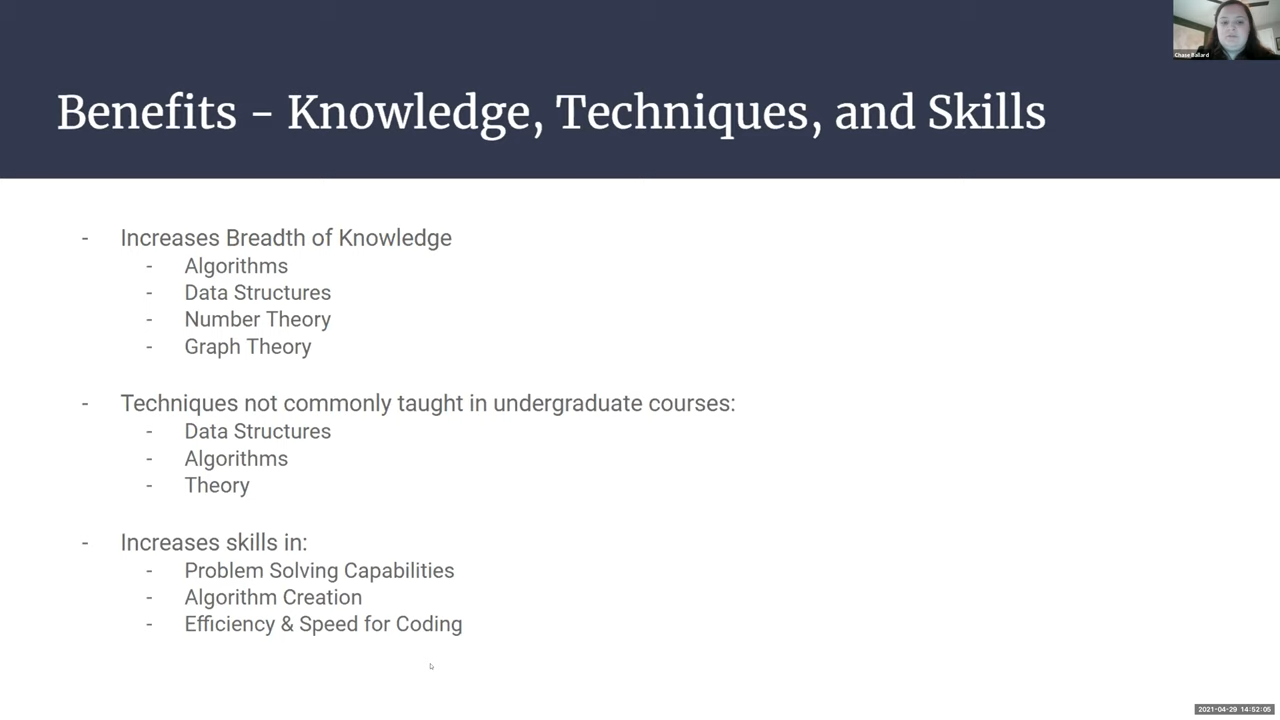 Chase Ballard
Benefits - Knowledge, Techniques, and Skills
- Increases Breadth of Knowledge
- Algorithms
- Data Structures
- Number Theory
- Graph Theory
- Techniques not commonly taught in undergraduate courses:
- Data Structures
- Algorithms
- Theory
- Increases skills in:
- Problem Solving Capabilities
- Algorithm Creation
- Efficiency & Speed for Coding
2021-04-29 14:52:05